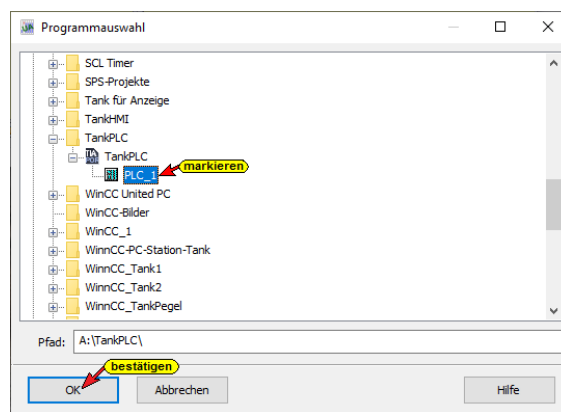 Programmauswahl
SCL Timer
SPS-Projekte
Tank für Anzeige
TankHMI
TankPLC
TankPLC
PLC_1 markieren
WinCC United PC
WinCC-Bilder
WinCC_1
WinnCC-PC-Station-Tank
WinnCC_Tank1
WinnCC_Tank2
WinnCC_TankPegel
Pfad: A:\TankPLC\
bestätigen
OK Abbrechen Hilfe